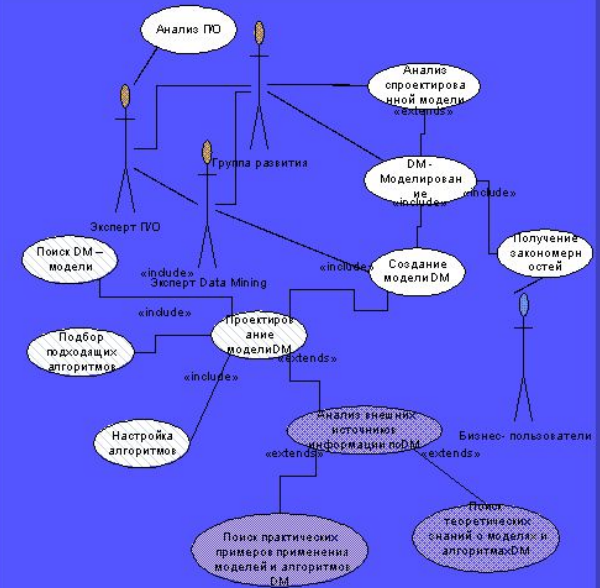 Анализ П/О
Анализ
спроектирова
нной модели
«extends»
Группа развития
DM-
Моделирован
ие
«include»
«include»
Эксперт П/О
Получение
закономерн
остей
Поиск DM –
модели
«include»
Эксперт Data Mining
«include»
Создание
модели DM
«include»
Проектиров
ание
модели DM
Подбор
подходящих
алгоритмов
«extends»
«include»
Анализ внешних
источников
информации по DM
Настройка
алгоритмов
Бизнес- пользователи
«extends»
«extends»
Поиск
теоретических
знаний о моделях и
алгоритмах DM
Поиск практических
примеров применения
моделей и алгоритмов
DM